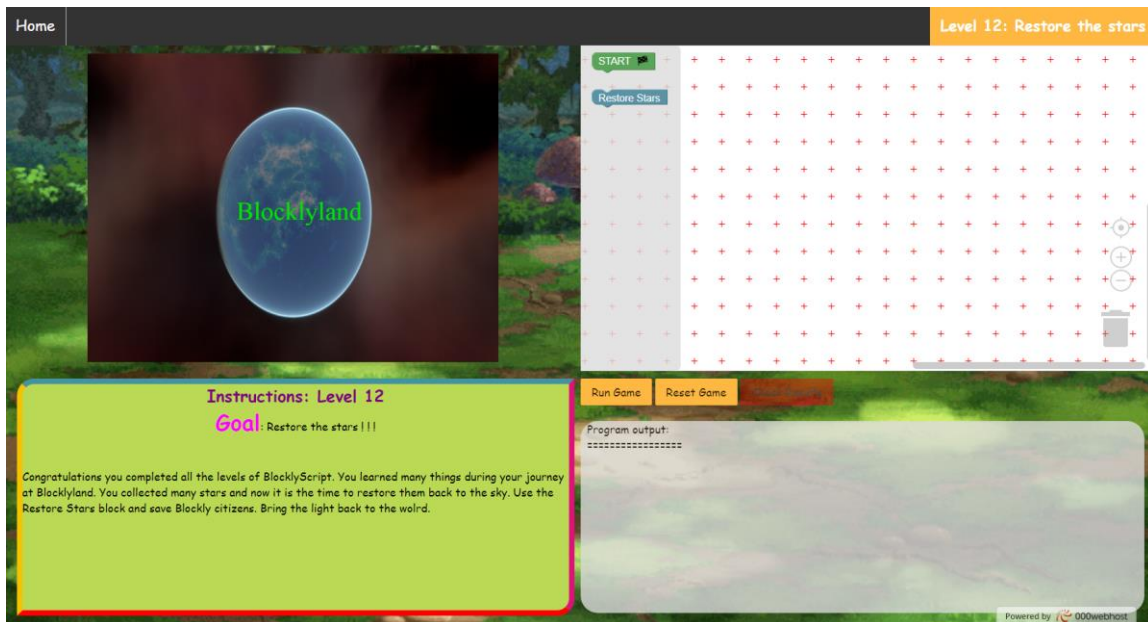 Home
Level 12: Restore the stars
Blocklyland
START
Restore Stars
Instructions: Level 12
Goal: Restore the stars ! ! !
Congratulations you completed all the levels of BlocklyScript. You learned many things during your journey
at Blocklyland. You collected many stars and now it is the time to restore them back to the sky. Use the
Restore Stars block and save Blockly citizens. Bring the light back to the wolrd.
Run Game
Reset Game
Program output:
=================
Powered by 000webhost